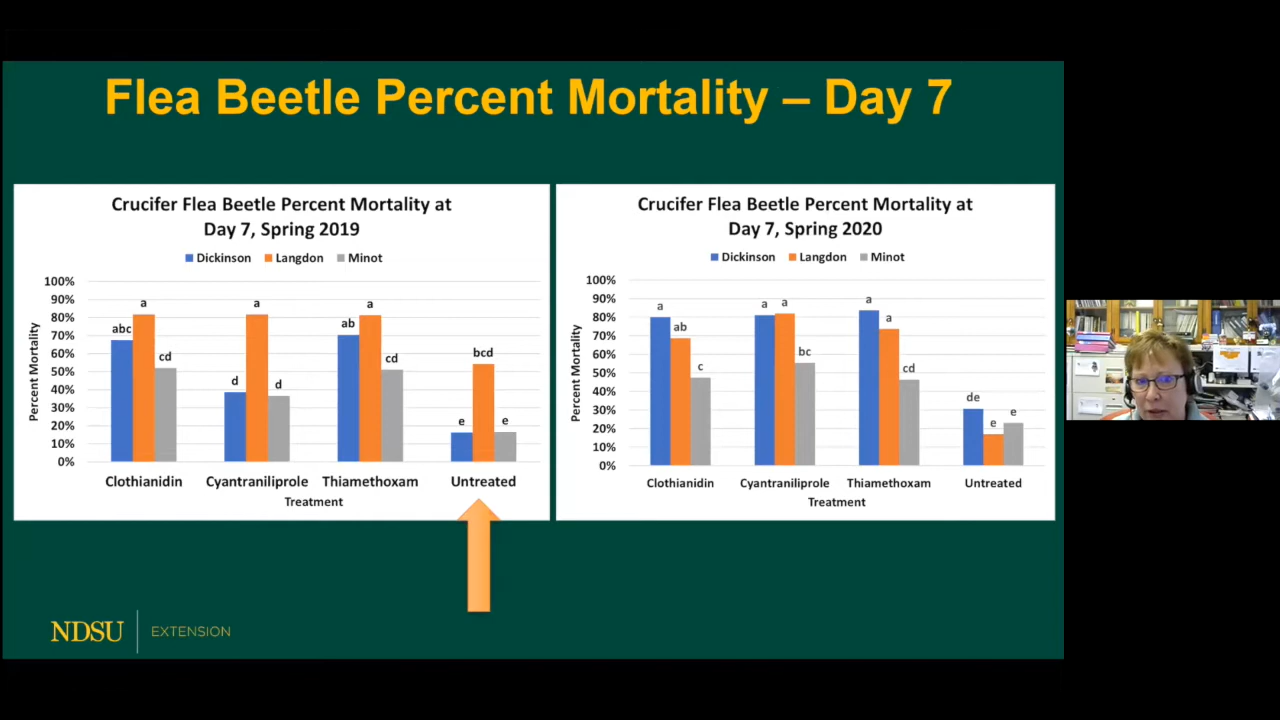 Flea Beetle Percent Mortality – Day 7
Crucifer Flea Beetle Percent Mortality at
Day 7, Spring 2019
Dickinson Langdon Minot
100%
90%
80%
70%
60%
50%
40%
30%
20%
10%
0%
Percent Mortality
abc a cd
d a d
ab a cd
e bcd e
Clothianidin Cyantraniliprole Thiamethoxam Untreated
Treatment
Crucifer Flea Beetle Percent Mortality at
Day 7, Spring 2020
Dickinson Langdon Minot
100%
90%
80%
70%
60%
50%
40%
30%
20%
10%
0%
Percent Mortality
a ab c
a a bc
a a cd
de e e
Clothianidin Cyantraniliprole Thiamethoxam Untreated
Treatment
NDSU EXTENSION